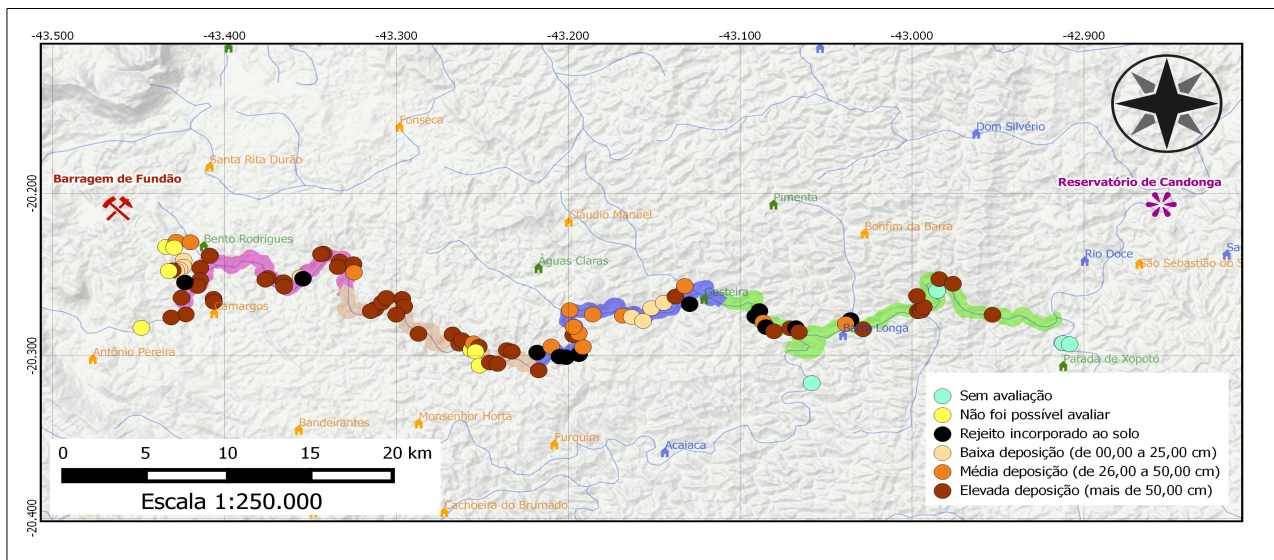 -43.500
-43.400
-43.300
-43.200
-43.100
-43.000
-42.900
Fonseca
Dom Silvério
Santa Rita Durão
Barragem de Fundão
Reservatório de Candonga
-20.200
Pimenta
Cláudio Manuel
Bonfim da Barra
Bento Rodrigues
Águas Claras
Rio Doce
São Sebastião do S
Gesteira
Camargos
Barra Longa
-20.300
Antônio Pereira
Parada de Xopotó
Sem avaliação
Não foi possível avaliar
Rejeito incorporado ao solo
Baixa deposição (de 00,00 a 25,00 cm)
Média deposição (de 26,00 a 50,00 cm)
Elevada deposição (mais de 50,00 cm)
Bandeirantes
Monsenhor Horta
Furquim
Acaiaca
0 5 10 15 20 km
Escala 1:250.000
Cachoeira do Brumado
-20.400